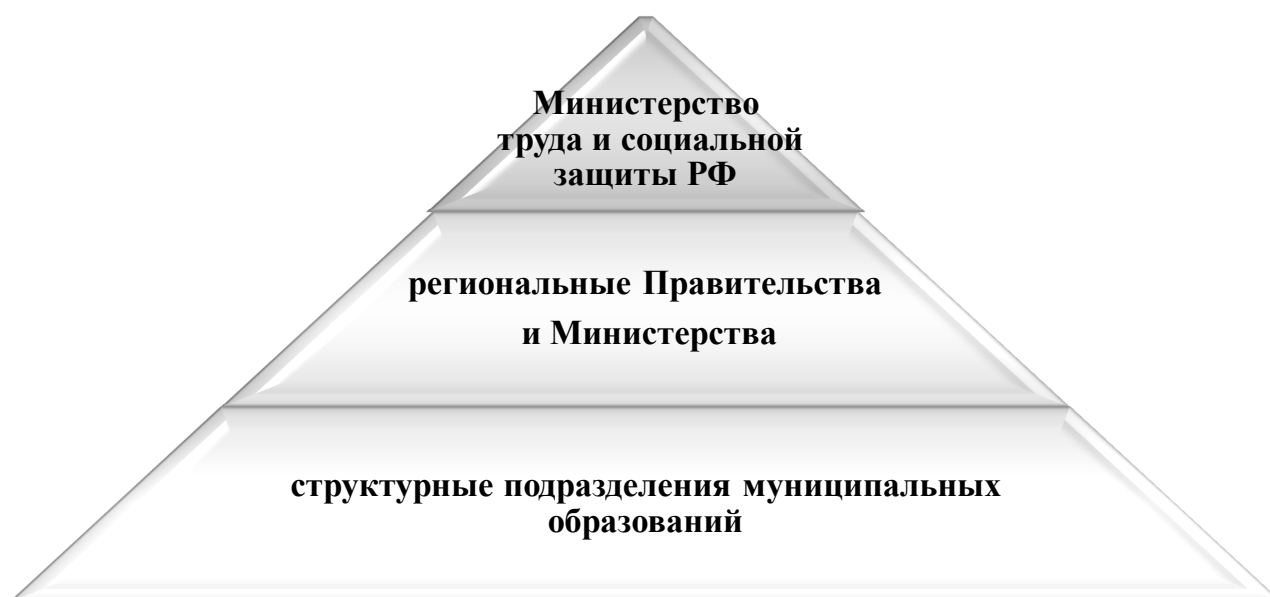 Министерство
труда и социальной
защиты РФ
региональные Правительства
и Министерства
структурные подразделения муниципальных
образований